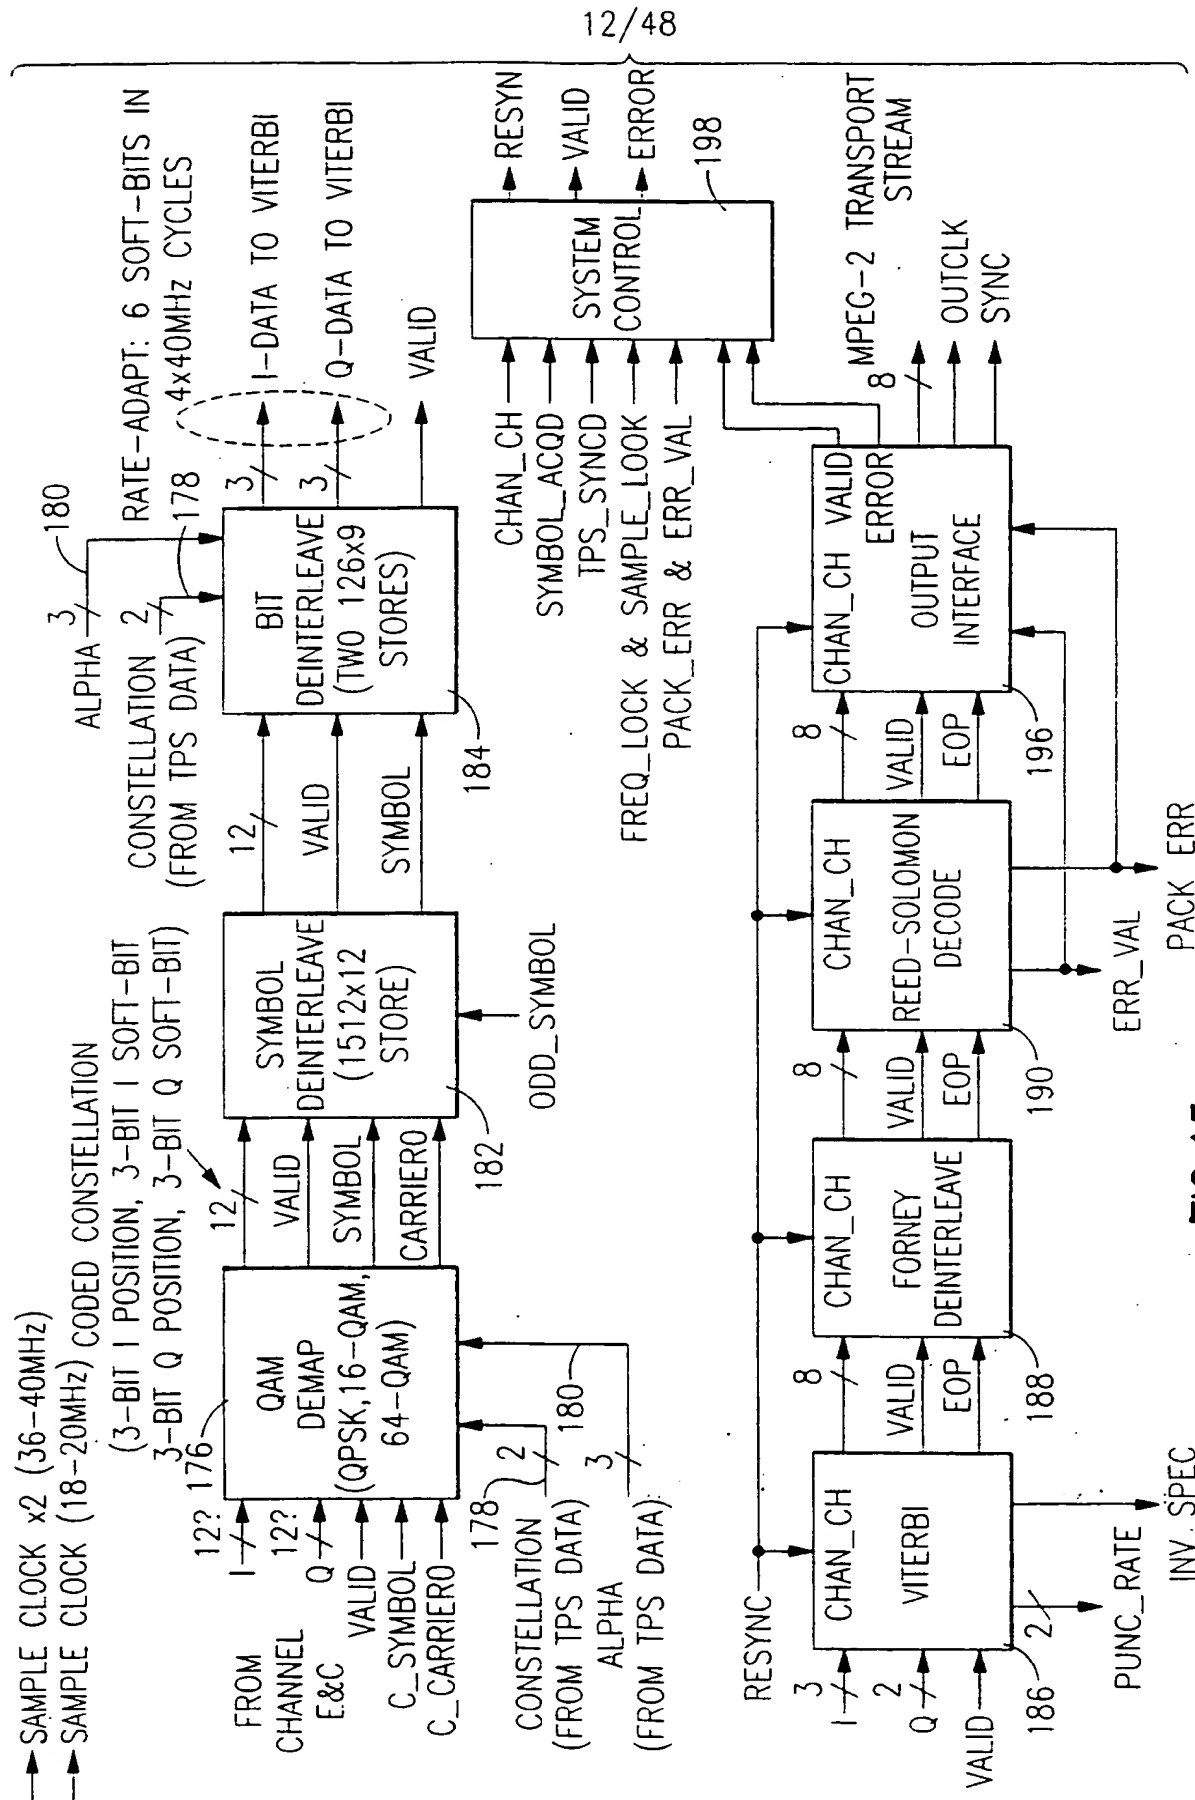 12/48
SAMPLE CLOCK x2 (36-40MHz)
SAMPLE CLOCK (18-20MHz)
CODED CONSTELLATION
(3-BIT I POSITION, 3-BIT I SOFT-BIT
3-BIT Q POSITION, 3-BIT Q SOFT-BIT)
176
FROM
CHANNEL
E&C
12?
I
12?
Q
VALID
C_SYMBOL
C_CARRIER0
QAM
DEMAP
(QPSK,16-QAM,
64-QAM)
178
2
CONSTELLATION
(FROM TPS DATA)
180
3
ALPHA
(FROM TPS DATA)
12
VALID
SYMBOL
CARRIER0
SYMBOL
DEINTERLEAVE
(1512x12
STORE)
182
ODD_SYMBOL
12
VALID
SYMBOL
ALPHA
3
180
CONSTELLATION
(FROM TPS DATA)
2
178
BIT
DEINTERLEAVE
(TWO 126x9
STORES)
184
RATE-ADAPT: 6 SOFT-BITS IN
4x40MHz CYCLES
3
I-DATA TO VITERBI
3
Q-DATA TO VITERBI
VALID
CHAN_CH
SYMBOL_ACQD
TPS_SYNCD
FREQ_LOCK & SAMPLE_LOOK
PACK_ERR & ERR_VAL
SYSTEM
CONTROL
198
RESYN
VALID
ERROR
RESYNC
3
I
2
Q
VALID
CHAN_CH
VITERBI
186
2
PUNC_RATE
INV. SPEC
8
VALID
EOP
CHAN_CH
FORNEY
DEINTERLEAVE
188
8
VALID
EOP
CHAN_CH
REED-SOLOMON
DECODE
190
ERR_VAL
PACK ERR
8
VALID
EOP
CHAN_CH VALID
ERROR
OUTPUT
INTERFACE
196
8
MPEG-2 TRANSPORT
STREAM
OUTCLK
SYNC